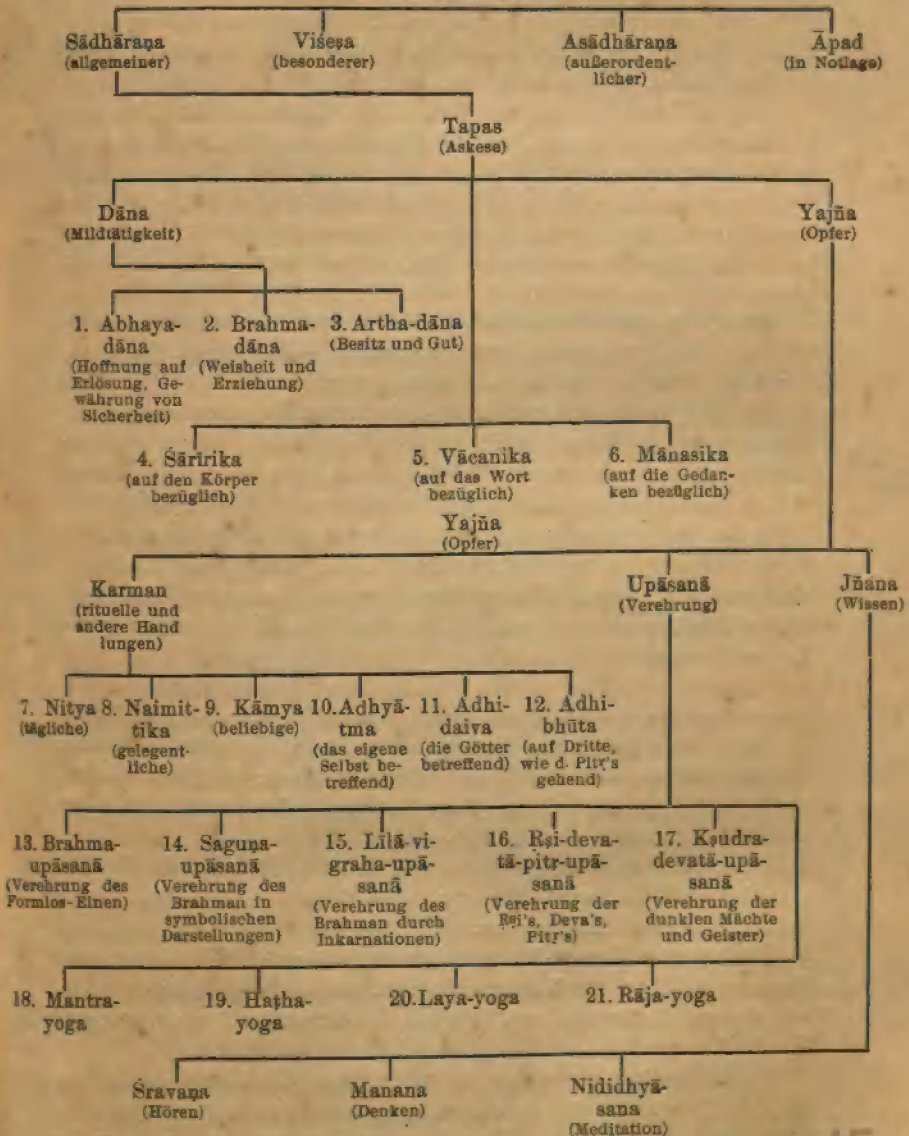 Sādhāraṇa
(allgemeiner)
Viśeṣa
(besonderer)
Asādhāraṇa
(außerordent-
licher)
Āpad
(in Notlage)
Tapas
(Askese)
Dāna
(Mildtätigkeit)
Yajña
(Opfer)
1. Abhaya-
dāna
(Hoffnung auf
Erlösung, Ge-
währung von
Sicherheit)
2. Brahma-
dāna
(Weisheit und
Erziehung)
3. Artha-dāna
(Besitz und Gut)
4. Śārīrika
(auf den Körper
bezüglich)
5. Vācanika
(auf das Wort
bezüglich)
6. Mānasika
(auf die Gedan-
ken bezüglich)
Yajña
(Opfer)
Karman
(rituelle und
andere Hand
lungen)
Upāsanā
(Verehrung)
Jñāna
(Wissen)
7. Nitya
(tägliche)
8. Naimit-
tika
(gelegent-
liche)
9. Kāmya
(beliebige)
10. Adhyā-
tma
(das eigene
Selbst be-
treffend)
11. Adhi-
daiva
(die Götter
betreffend)
12. Adhi-
bhūta
(auf Dritte,
wie d. Pitṛ's
gehend)
13. Brahma-
upāsanā
(Verehrung des
Formlos-Einen)
14. Saguṇa-
upāsanā
(Verehrung des
Brahman in
symbolischen
Darstellungen)
15. Līlā-vi-
graha-upā-
sanā
(Verehrung des
Brahman durch
Inkarnationen)
16. Ṛṣi-deva-
tā-pitṛ-upā-
sanā
(Verehrung der
Ṛṣi's, Deva's,
Pitṛ's)
17. Kṣudra-
devatā-upā-
sanā
(Verehrung der
dunklen Mächte
und Geister)
18. Mantra-
yoga
19. Haṭha-
yoga
20. Laya-yoga
21. Rāja-yoga
Śravaṇa
(Hören)
Manana
(Denken)
Nididhyā-
sana
(Meditation)